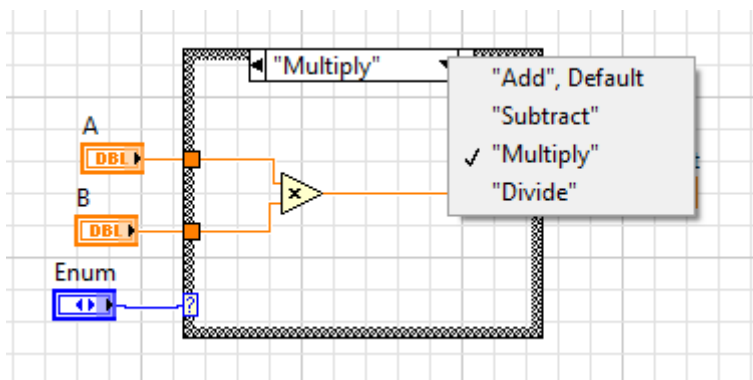 "Multiply"
"Add", Default
"Subtract"
"Multiply"
"Divide"
A
DBL
B
DBL
Enum
?